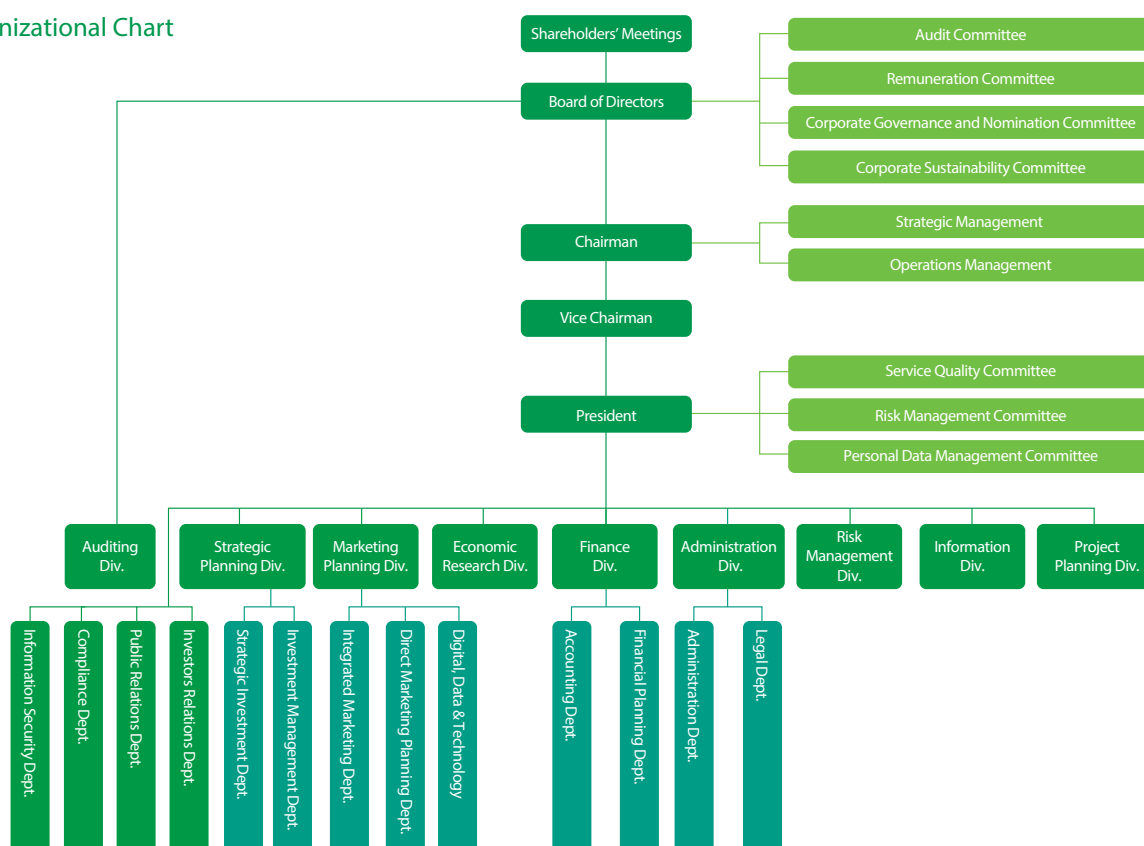 nizational Chart
Shareholders' Meetings
Audit Committee
Remuneration Committee
Board of Directors
Corporate Governance and Nomination Committee
Corporate Sustainability Committee
Strategic Management
Chairman
Operations Management
Vice Chairman
Service Quality Committee
President
Risk Management Committee
Personal Data Management Committee
Auditing
Div.
Strategic
Planning Div.
Marketing
Planning Div.
Economic
Research Div.
Finance
Div.
Administration
Div.
Risk
Management
Div.
Information
Div.
Project
Planning Div.
Information Security Dept.
Compliance Dept.
Public Relations Dept.
Investors Relations Dept.
Strategic Investment Dept.
Investment Management Dept.
Integrated Marketing Dept.
Direct Marketing Planning Dept.
Digital, Data & Technology
Accounting Dept.
Financial Planning Dept.
Administration Dept.
Legal Dept.